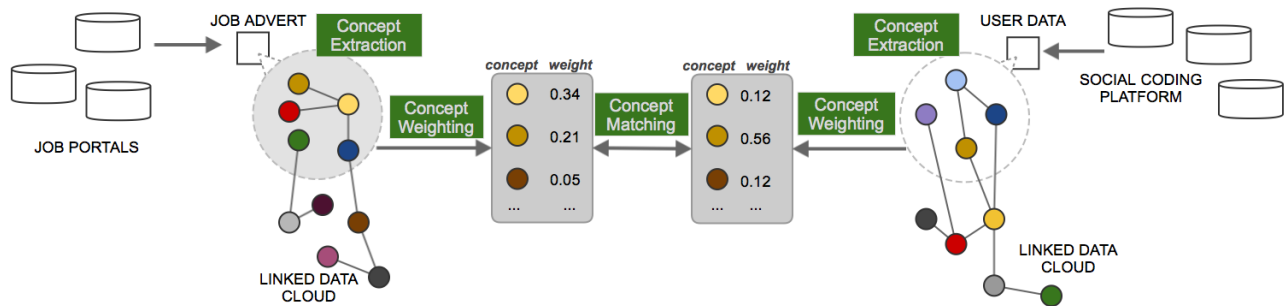 JOB ADVERT
Concept
Extraction
JOB PORTALS
Concept
Weighting
LINKED DATA
CLOUD
concept weight
0.34
0.21
0.05
... ...
Concept
Matching
concept weight
0.12
0.56
0.12
... ...
Concept
Weighting
Concept
Extraction
USER DATA
SOCIAL CODING
PLATFORM
LINKED DATA
CLOUD